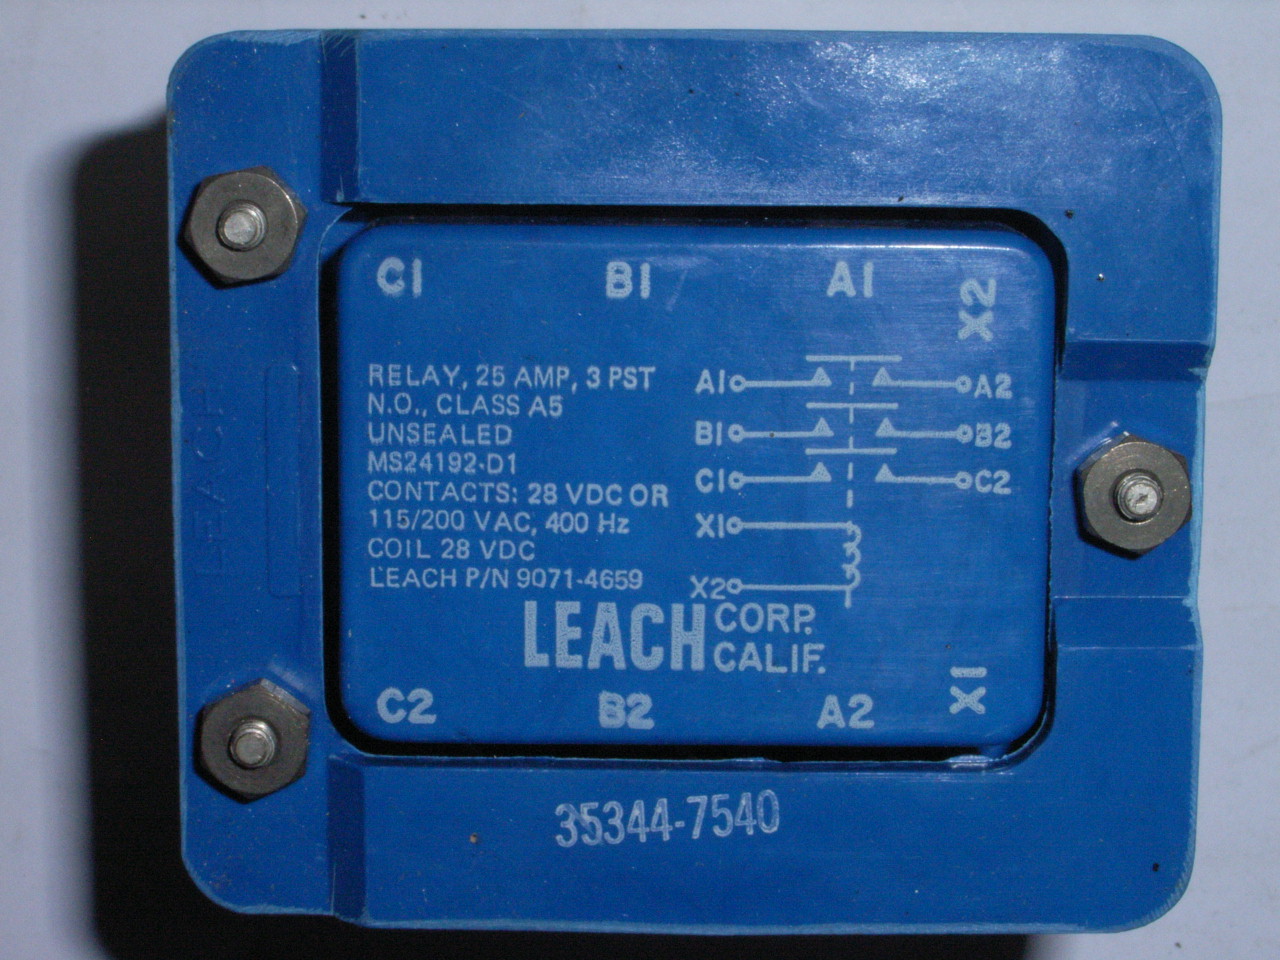 C1 B1 A1
X2
RELAY, 25 AMP, 3 PST
N.O., CLASS A5
UNSEALED
MS24192-D1
CONTACTS: 28 VDC OR
115/200 VAC, 400 Hz
COIL 28 VDC
LEACH P/N 9071-4659
A1 A2
B1 B2
C1 C2
X1
X2
LEACH CORP.
CALIF.
C2 B2 A2
X1
35344-7540
LEACH